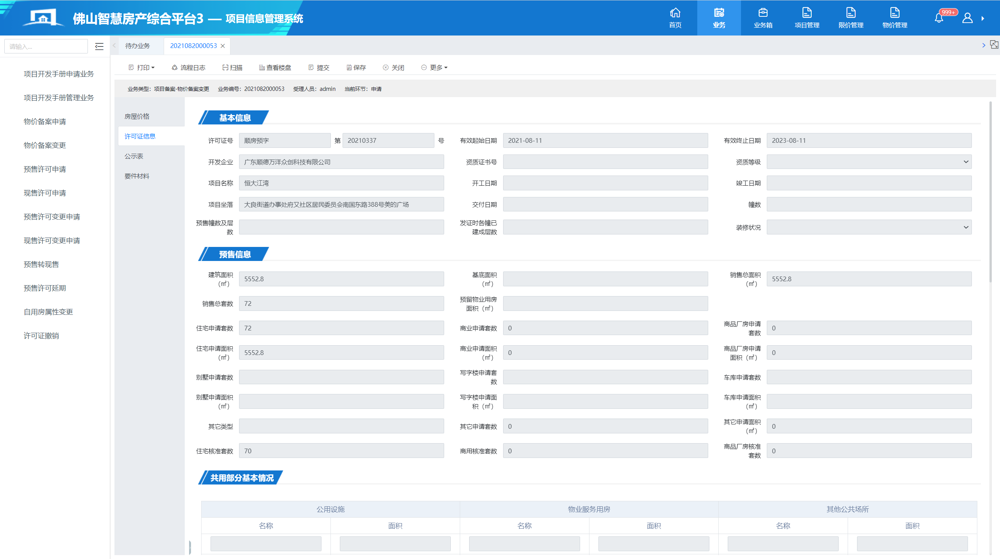 佛山智慧房产综合平台3 — 项目信息管理系统
首页 业务 业务箱 项目管理 限价管理 物价管理 999+
请输入...
待办业务 2021082000053
打印 流程日志 扫描 查看楼盘 提交 保存 关闭 更多
业务类型：项目备案-物价备案变更 业务编号：2021082000053 受理人员：admin 当前环节：申请
项目开发手册申请业务
项目开发手册管理业务
物价备案申请
物价备案变更
预售许可申请
现售许可申请
预售许可变更申请
现售许可变更申请
预售转现售
预售许可延期
自用房属性变更
许可证撤销
房屋价格
许可证信息
公示表
要件材料
基本信息
许可证号 顺房预字 第 20210337 号 有效起始日期 2021-08-11 有效终止日期 2023-08-11
开发企业 广东顺德万洋众创科技有限公司 资质证书号 资质等级
项目名称 恒大江湾 开工日期 竣工日期
项目坐落 大良街道办事处府又社区居民委员会南国东路388号美的广场 交付日期 幢数
预售幢数及层数 发证时各幢已建成层数 装修状况
预售信息
建筑面积（㎡） 5552.8 基底面积（㎡） 销售总面积（㎡） 5552.8
销售总套数 72 预留物业用房面积（㎡）
住宅申请套数 72 商业申请套数 0 商品厂房申请套数 0
住宅申请面积（㎡） 5552.8 商业申请面积（㎡） 0 商品厂房申请面积（㎡） 0
别墅申请套数 写字楼申请套数 车库申请套数
别墅申请面积（㎡） 写字楼申请面积（㎡） 车库申请面积（㎡）
其它类型 其它申请套数 0 其它申请面积（㎡） 0
住宅核准套数 70 商用核准套数 0 商品厂房核准套数 0
共用部分基本情况
公用设施 物业服务用房 其他公共场所
名称 面积 名称 面积 名称 面积